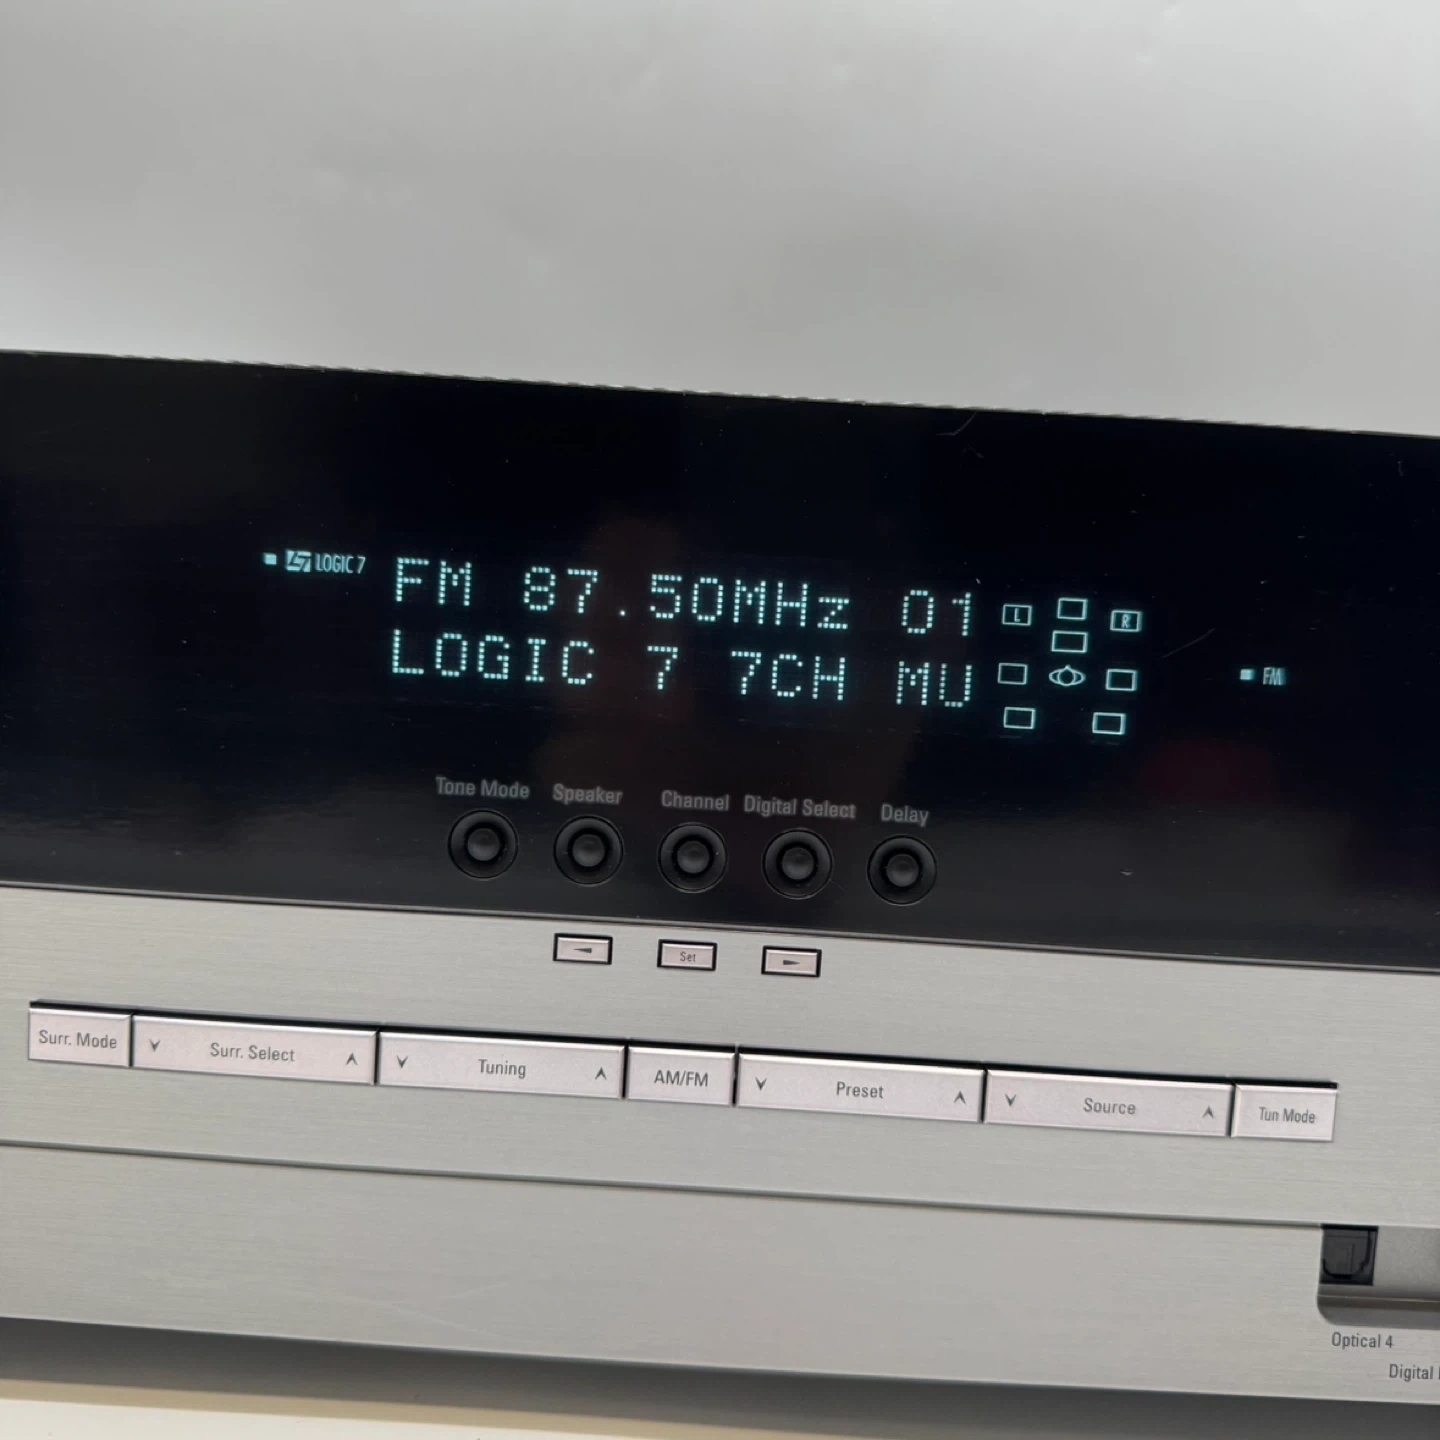 LOGIC 7
FM 87.50MHz 01
LOGIC 7 7CH MU
L R
FM
Tone Mode Speaker Channel Digital Select Delay
Set
Surr. Mode Surr. Select Tuning AM/FM Preset Source Tun Mode
Optical 4
Digital